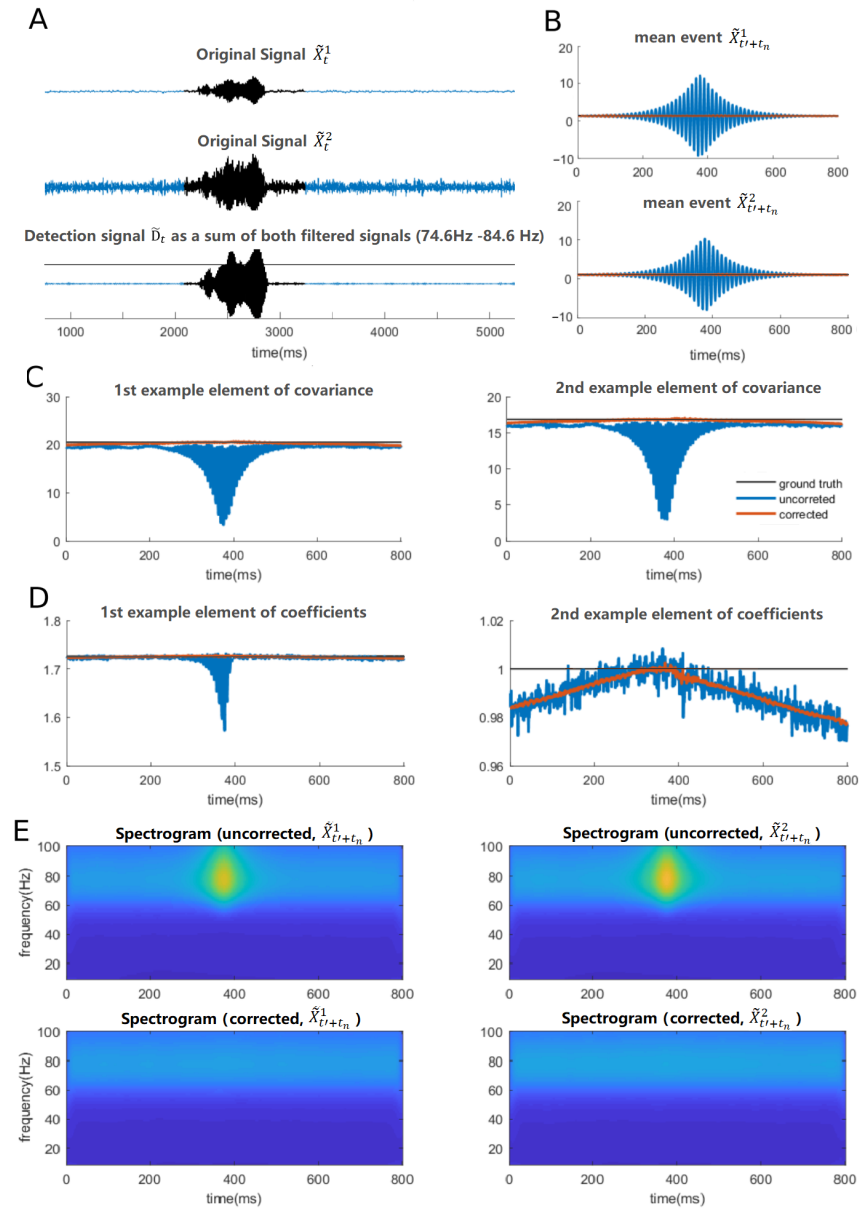 A
Original Signal X̃¹ₜ
Original Signal X̃²ₜ
Detection signal D̃ₜ as a sum of both filtered signals (74.6Hz -84.6 Hz)
1000 2000 3000 4000 5000
time(ms)
B
mean event X̃¹ₜ′₊ₜₙ
20
10
0
−10
0 200 400 600 800
mean event X̃²ₜ′₊ₜₙ
20
10
0
−10
0 200 400 600 800
time(ms)
C
1st example element of covariance
30
20
10
0
0 200 400 600 800
time(ms)
2nd example element of covariance
20
15
10
5
0
ground truth
uncorreted
corrected
0 200 400 600 800
time(ms)
D
1st example element of coefficients
1.8
1.7
1.6
1.5
0 200 400 600 800
time(ms)
2nd example element of coefficients
1.02
1
0.98
0.96
0 200 400 600 800
time(ms)
E
Spectrogram (uncorrected, X̃¹ₜ′₊ₜₙ )
100
80
60
40
20
frequency(Hz)
0 200 400 600 800
Spectrogram (uncorrected, X̃²ₜ′₊ₜₙ )
100
80
60
40
20
0 200 400 600 800
Spectrogram (corrected, X̃¹ₜ′₊ₜₙ )
100
80
60
40
20
frequency(Hz)
0 200 400 600 800
time(ms)
Spectrogram (corrected, X̃²ₜ′₊ₜₙ )
100
80
60
40
20
0 200 400 600 800
time(ms)